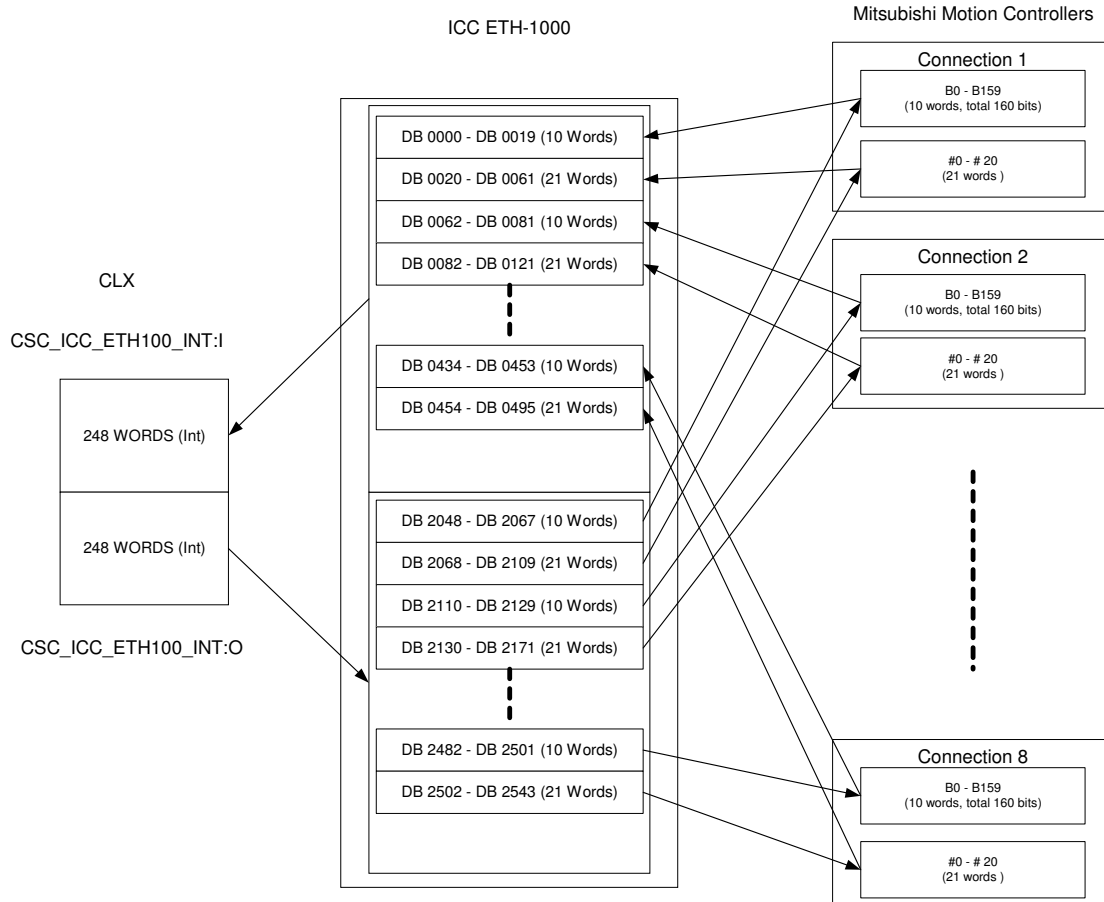 ICC ETH-1000
Mitsubishi Motion Controllers
CLX
CSC_ICC_ETH100_INT:I
248 WORDS (Int)
248 WORDS (Int)
CSC_ICC_ETH100_INT:O
DB 0000 - DB 0019 (10 Words)
DB 0020 - DB 0061 (21 Words)
DB 0062 - DB 0081 (10 Words)
DB 0082 - DB 0121 (21 Words)
DB 0434 - DB 0453 (10 Words)
DB 0454 - DB 0495 (21 Words)
DB 2048 - DB 2067 (10 Words)
DB 2068 - DB 2109 (21 Words)
DB 2110 - DB 2129 (10 Words)
DB 2130 - DB 2171 (21 Words)
DB 2482 - DB 2501 (10 Words)
DB 2502 - DB 2543 (21 Words)
Connection 1
B0 - B159
(10 words, total 160 bits)
#0 - # 20
(21 words )
Connection 2
B0 - B159
(10 words, total 160 bits)
#0 - # 20
(21 words )
Connection 8
B0 - B159
(10 words, total 160 bits)
#0 - # 20
(21 words )